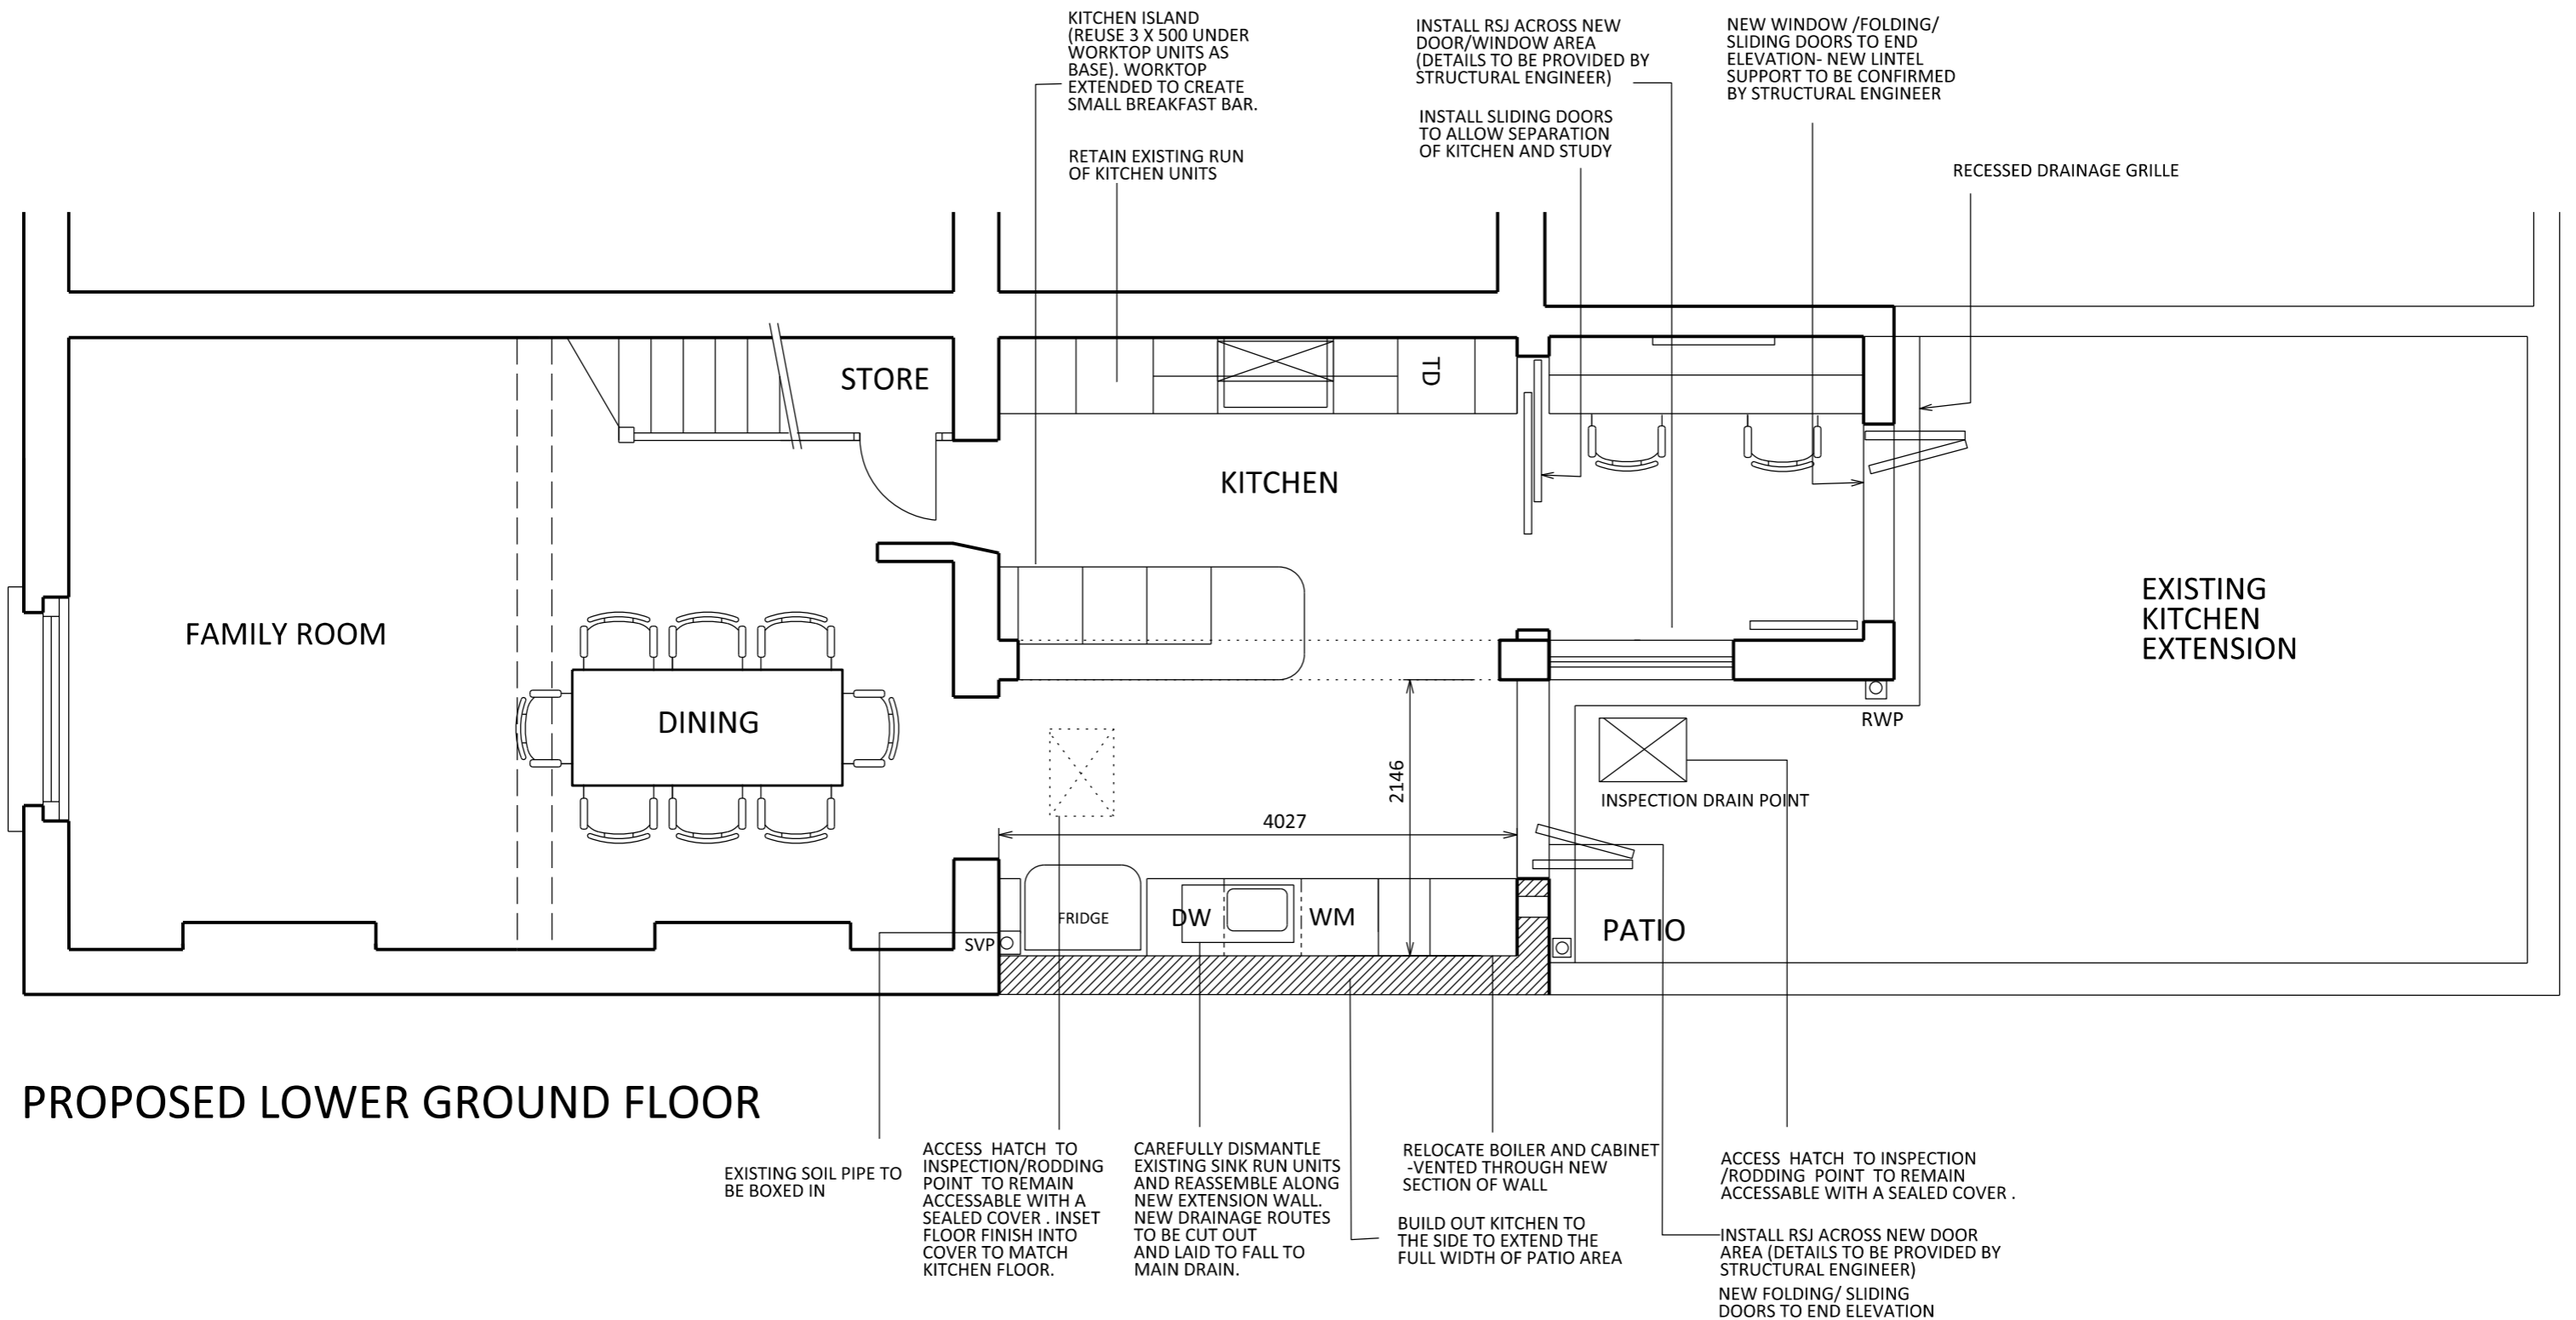 KITCHEN ISLAND
(REUSE 3 X 500 UNDER
WORKTOP UNITS AS
BASE). WORKTOP
EXTENDED TO CREATE
SMALL BREAKFAST BAR.
RETAIN EXISTING RUN
OF KITCHEN UNITS
INSTALL RSJ ACROSS NEW
DOOR/WINDOW AREA
(DETAILS TO BE PROVIDED BY
STRUCTURAL ENGINEER)
INSTALL SLIDING DOORS
TO ALLOW SEPARATION
OF KITCHEN AND STUDY
NEW WINDOW /FOLDING/
SLIDING DOORS TO END
ELEVATION- NEW LINTEL
SUPPORT TO BE CONFIRMED
BY STRUCTURAL ENGINEER
RECESSED DRAINAGE GRILLE
STORE
TD
KITCHEN
FAMILY ROOM
DINING
EXISTING
KITCHEN
EXTENSION
RWP
2146
INSPECTION DRAIN POINT
4027
FRIDGE
DW
WM
SVP
PATIO
PROPOSED LOWER GROUND FLOOR
EXISTING SOIL PIPE TO
BE BOXED IN
ACCESS HATCH TO
INSPECTION/RODDING
POINT TO REMAIN
ACCESSABLE WITH A
SEALED COVER . INSET
FLOOR FINISH INTO
COVER TO MATCH
KITCHEN FLOOR.
CAREFULLY DISMANTLE
EXISTING SINK RUN UNITS
AND REASSEMBLE ALONG
NEW EXTENSION WALL.
NEW DRAINAGE ROUTES
TO BE CUT OUT
AND LAID TO FALL TO
MAIN DRAIN.
RELOCATE BOILER AND CABINET
-VENTED THROUGH NEW
SECTION OF WALL
BUILD OUT KITCHEN TO
THE SIDE TO EXTEND THE
FULL WIDTH OF PATIO AREA
ACCESS HATCH TO INSPECTION
/RODDING POINT TO REMAIN
ACCESSABLE WITH A SEALED COVER .
INSTALL RSJ ACROSS NEW DOOR
AREA (DETAILS TO BE PROVIDED BY
STRUCTURAL ENGINEER)
NEW FOLDING/ SLIDING
DOORS TO END ELEVATION